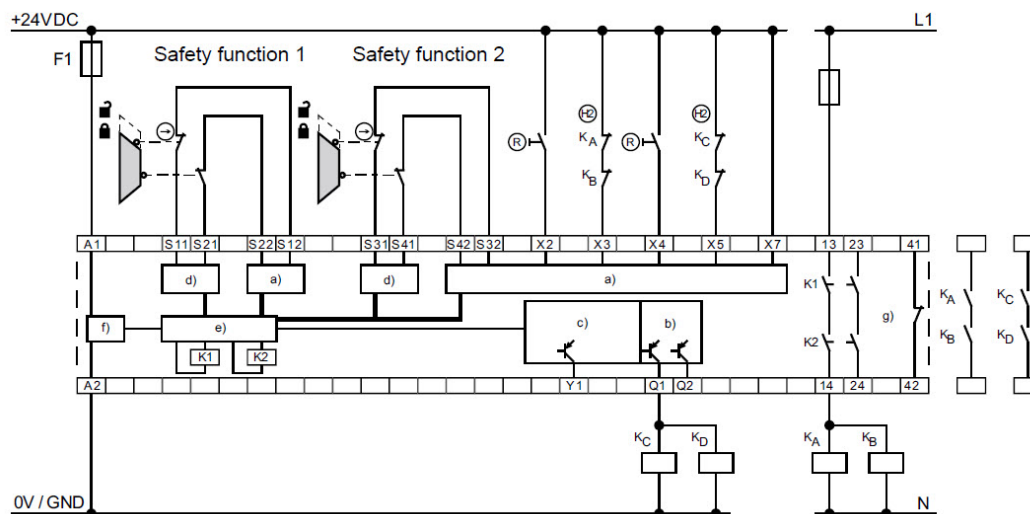 +24VDC L1
F1 Safety function 1 Safety function 2
R H2 R H2
KA KC
KB KD
A1 S11 S21 S22 S12 S31 S41 S42 S32 X2 X3 X4 X5 X7 13 23 41
d) a) d) a)
K1 g) KA KC
f) e) c) b)
K2 KB KD
K1 K2
A2 Y1 Q1 Q2 14 24 42
KC KD KA KB
0V / GND N